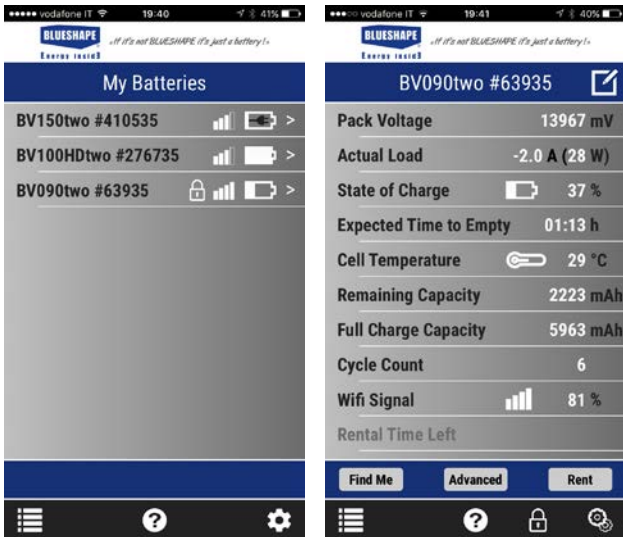 vodafone IT 19:40 41%
BLUESHAPE
Energy inside
«If it's not BLUESHAPE it's just a battery!»
My Batteries
BV150two #410535 >
BV100HDtwo #276735 >
BV090two #63935 >
vodafone IT 19:41 40%
BLUESHAPE
Energy inside
«If it's not BLUESHAPE it's just a battery!»
BV090two #63935
Pack Voltage 13967 mV
Actual Load -2.0 A (28 W)
State of Charge 37 %
Expected Time to Empty 01:13 h
Cell Temperature 29 °C
Remaining Capacity 2223 mAh
Full Charge Capacity 5963 mAh
Cycle Count 6
Wifi Signal 81 %
Rental Time Left
Find Me Advanced Rent
?
?